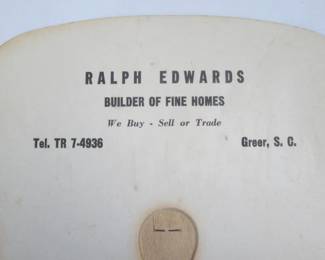 RALPH EDWARDS
BUILDER OF FINE HOMES
We Buy - Sell or Trade
Tel. TR 7-4936 Greer, S. C.